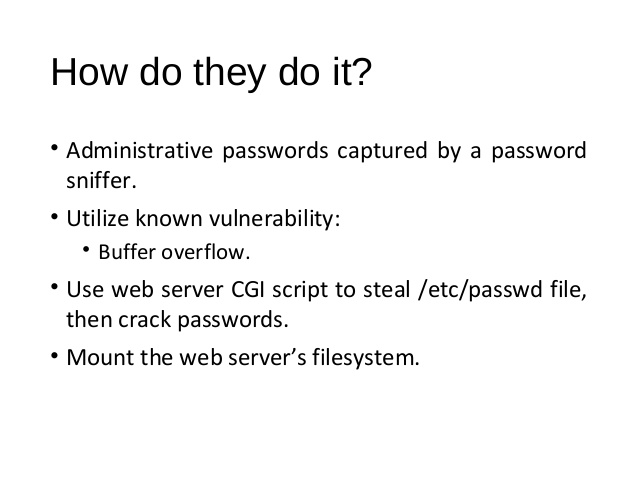 How do they do it?
• Administrative passwords captured by a password
sniffer.
• Utilize known vulnerability:
• Buffer overflow.
• Use web server CGI script to steal /etc/passwd file,
then crack passwords.
• Mount the web server’s filesystem.